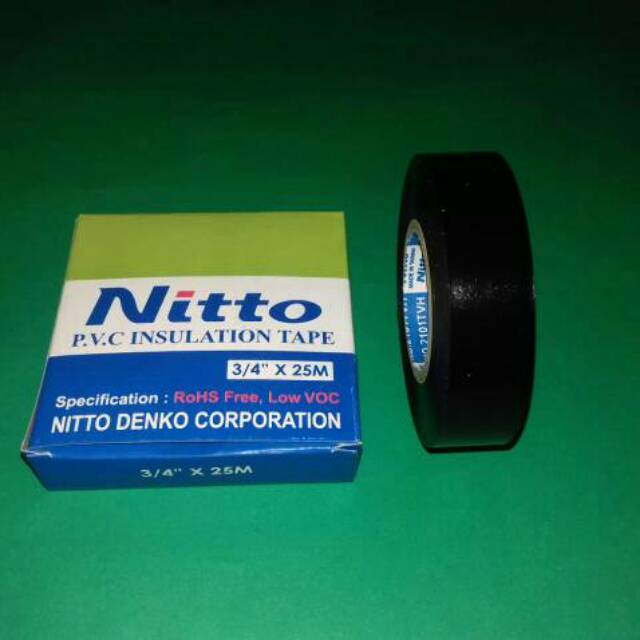 Nitto
P.V.C INSULATION TAPE
3/4" X 25M
Specification : RoHS Free, Low VOC
NITTO DENKO CORPORATION
3/4" X 25M